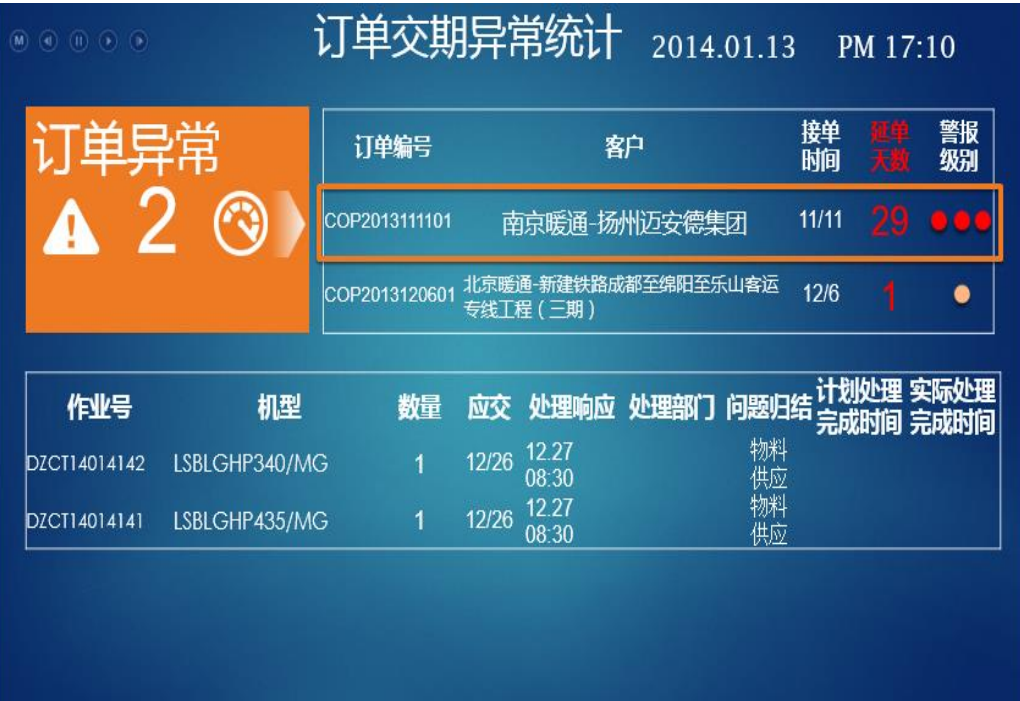 M
订单交期异常统计 2014.01.13 PM 17:10
订单异常
2
订单编号 客户 接单时间 延单天数 警报级别
COP2013111101 南京暖通-扬州迈安德集团 11/11 29
COP2013120601 北京暖通-新建铁路成都至绵阳至乐山客运
专线工程(三期) 12/6 1
作业号 机型 数量 应交 处理响应 处理部门 问题归结 计划处理完成时间 实际处理完成时间
DZCT14014142 LSBLGHP340/MG 1 12/26 12.27 08:30 物料供应
DZCT14014141 LSBLGHP435/MG 1 12/26 12.27 08:30 物料供应